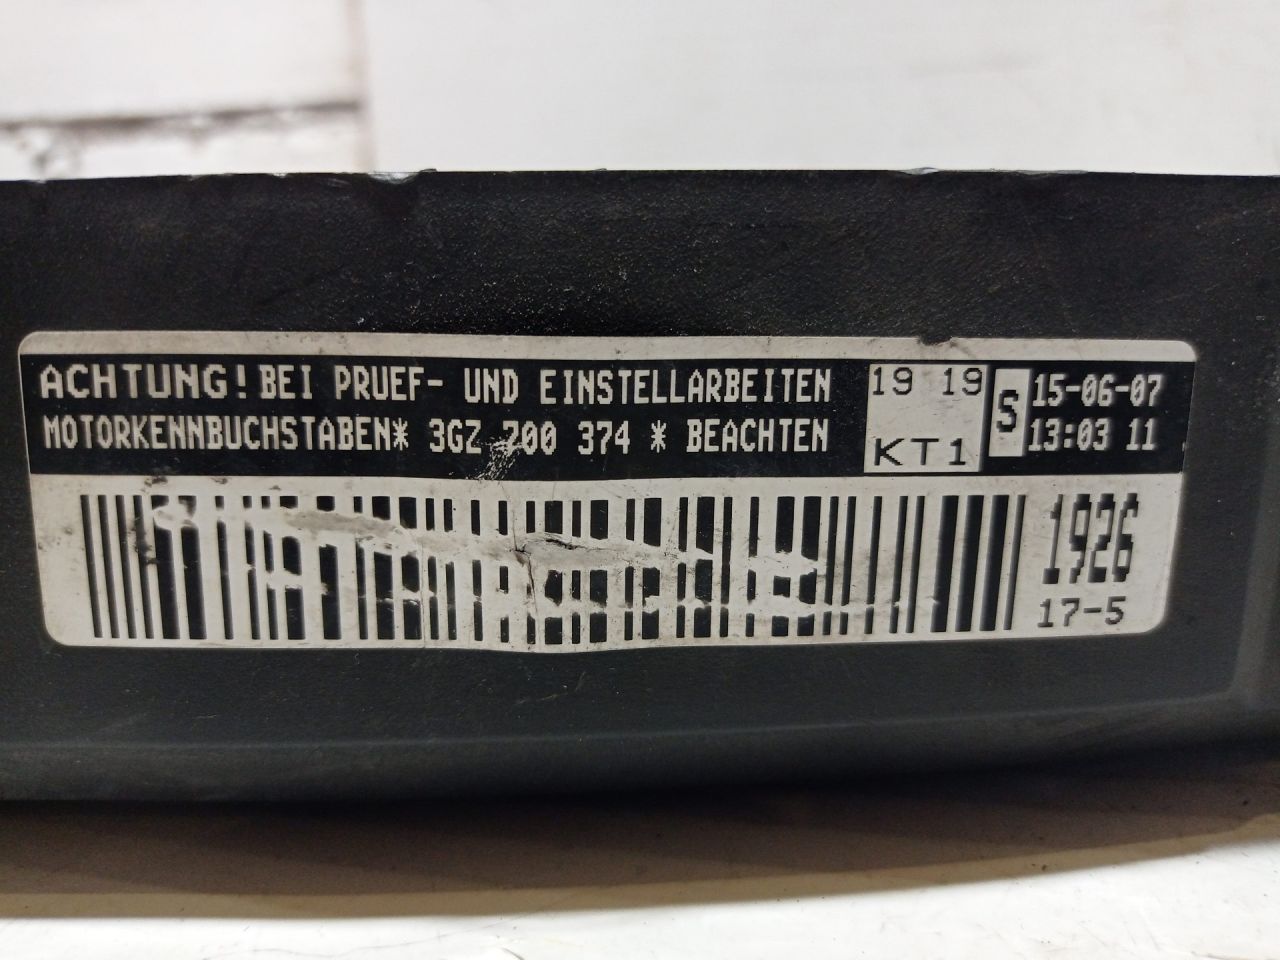 ACHTUNG! BEI PRUEF- UND EINSTELLARBEITEN
MOTORKENNBUCHSTABEN* 3GZ 700 374 * BEACHTEN
19 19
KT1
S
15-06-07
13:03 11
1926
17-5